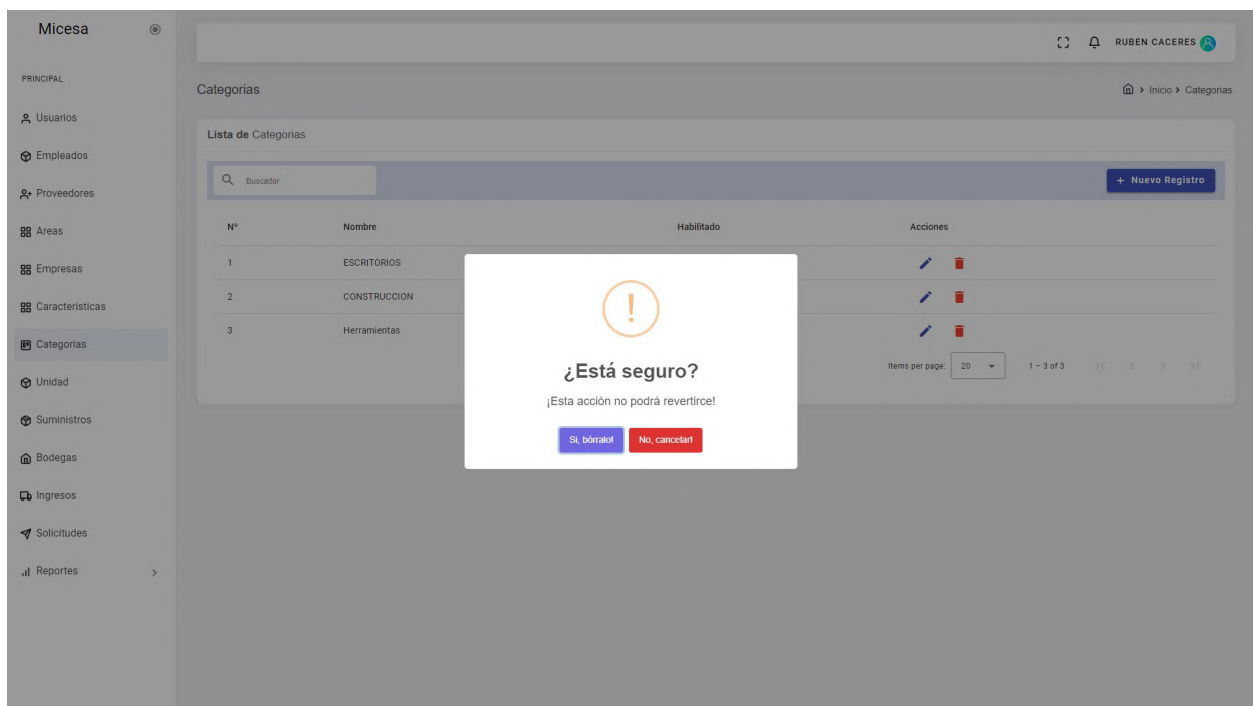 Micesa
RUBEN CACERES
PRINCIPAL
Categorias
Inicio > Categorias
Usuarios
Lista de Categorias
Empleados
Buscador
+ Nuevo Registro
Proveedores
Areas
N° Nombre Habilitado Acciones
Empresas
1 ESCRITORIOS
2 CONSTRUCCION
Caracteristicas
3 Herramientas
Categorias
Items per page: 20 1 – 3 of 3
Unidad
Suministros
Bodegas
Ingresos
Solicitudes
Reportes
!
¿Está seguro?
¡Esta acción no podrá revertirce!
Si, bórralo! No, cancelar!